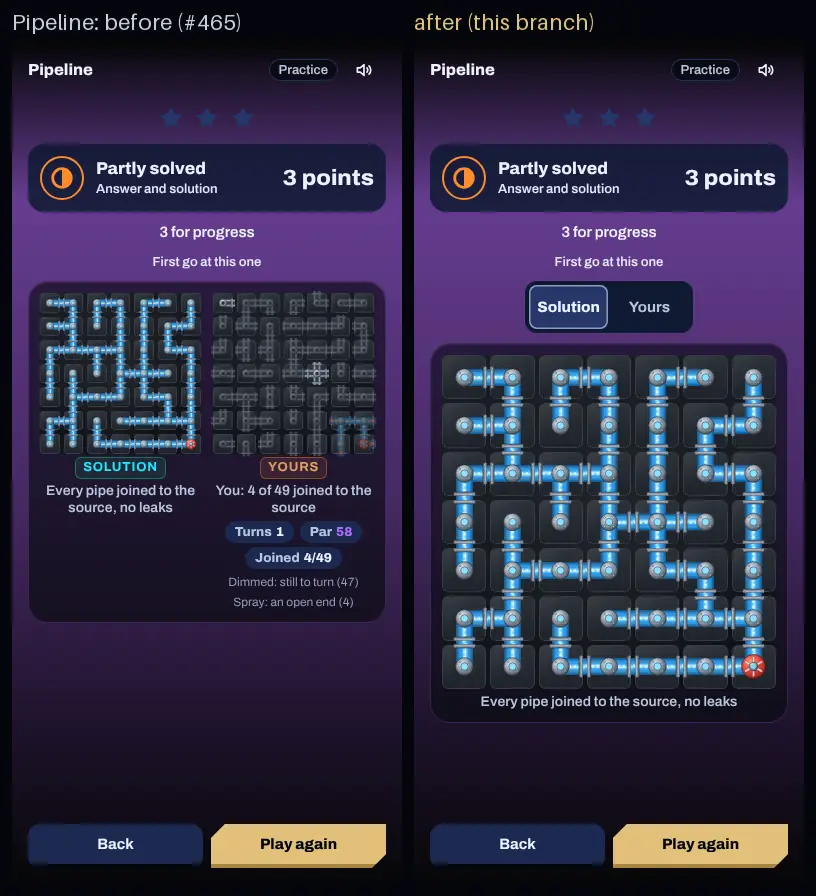 Pipeline: before (#465)
Pipeline
Practice
Partly solved
Answer and solution
3 points
3 for progress
First go at this one
SOLUTION
Every pipe joined to the
source, no leaks
YOURS
You: 4 of 49 joined to the
source
Turns 1
Par 58
Joined 4/49
Dimmed: still to turn (47)
Spray: an open end (4)
Back
Play again
after (this branch)
Pipeline
Practice
Partly solved
Answer and solution
3 points
3 for progress
First go at this one
Solution
Yours
Every pipe joined to the source, no leaks
Back
Play again